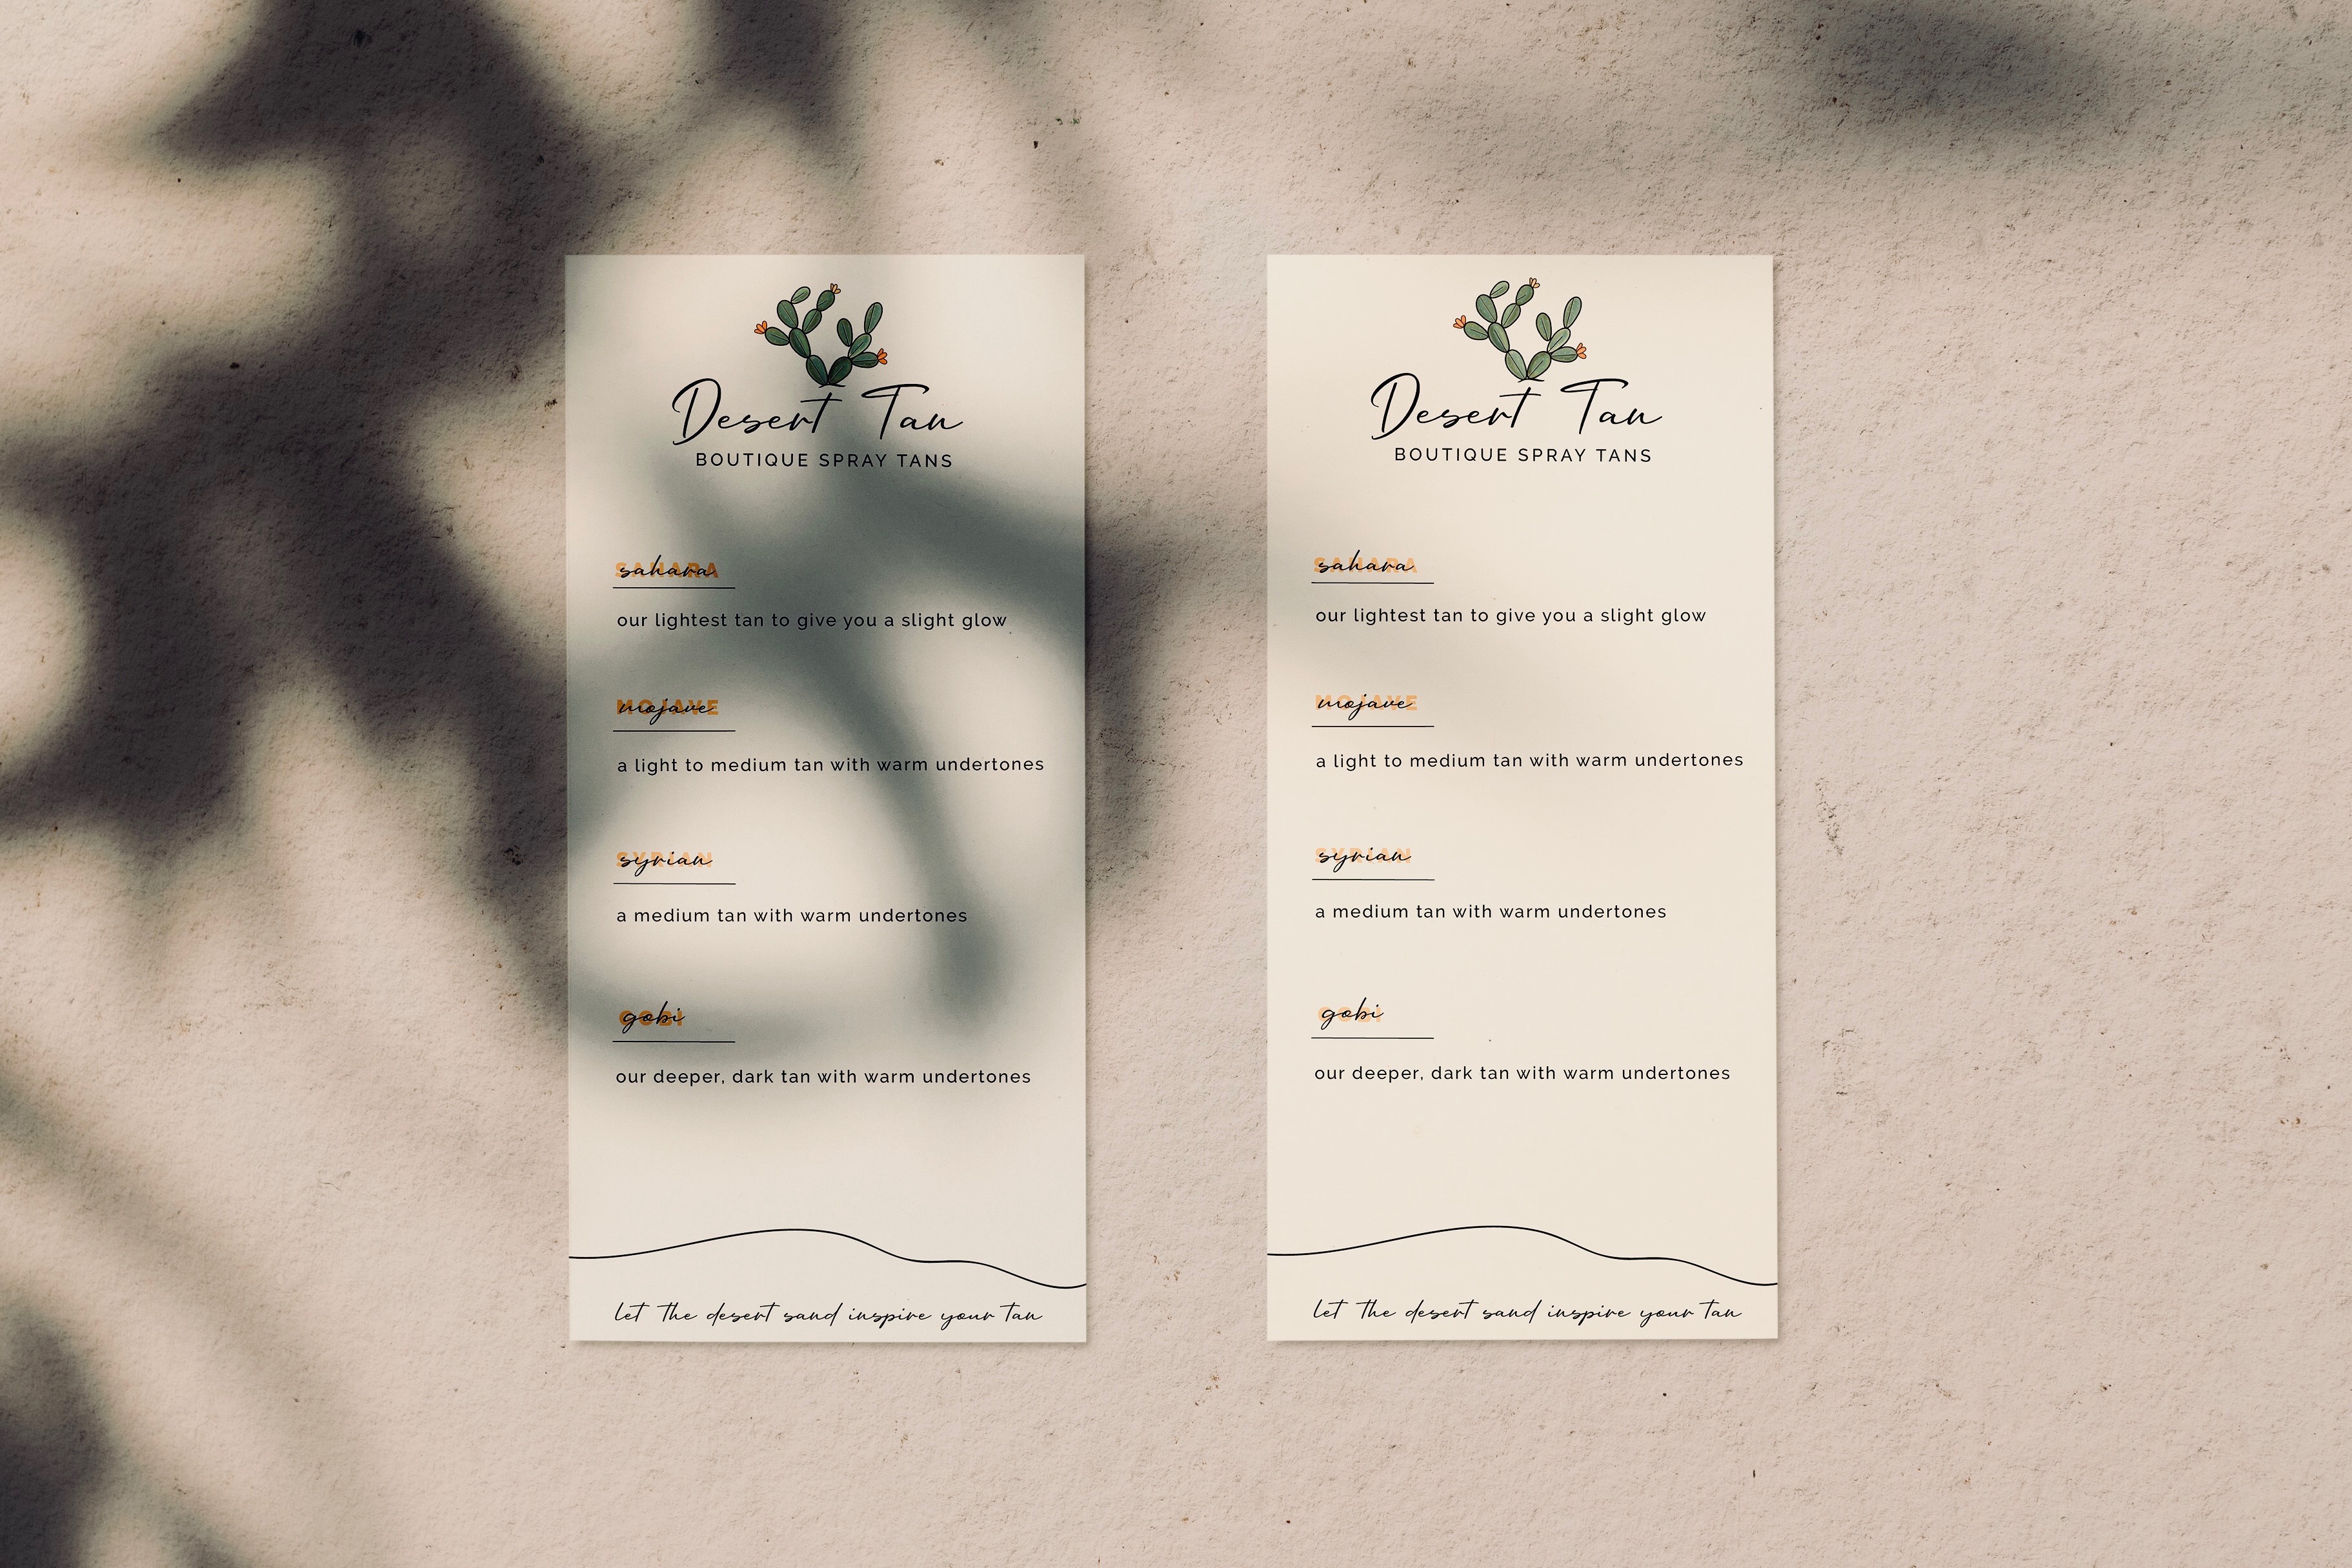 Desert Tan
BOUTIQUE SPRAY TANS
SAHARA
sahara
our lightest tan to give you a slight glow
MOJAVE
mojave
a light to medium tan with warm undertones
SYRIAN
syrian
a medium tan with warm undertones
GOBI
gobi
our deeper, dark tan with warm undertones
let the desert sand inspire your tan
Desert Tan
BOUTIQUE SPRAY TANS
SAHARA
sahara
our lightest tan to give you a slight glow
MOJAVE
mojave
a light to medium tan with warm undertones
SYRIAN
syrian
a medium tan with warm undertones
GOBI
gobi
our deeper, dark tan with warm undertones
let the desert sand inspire your tan